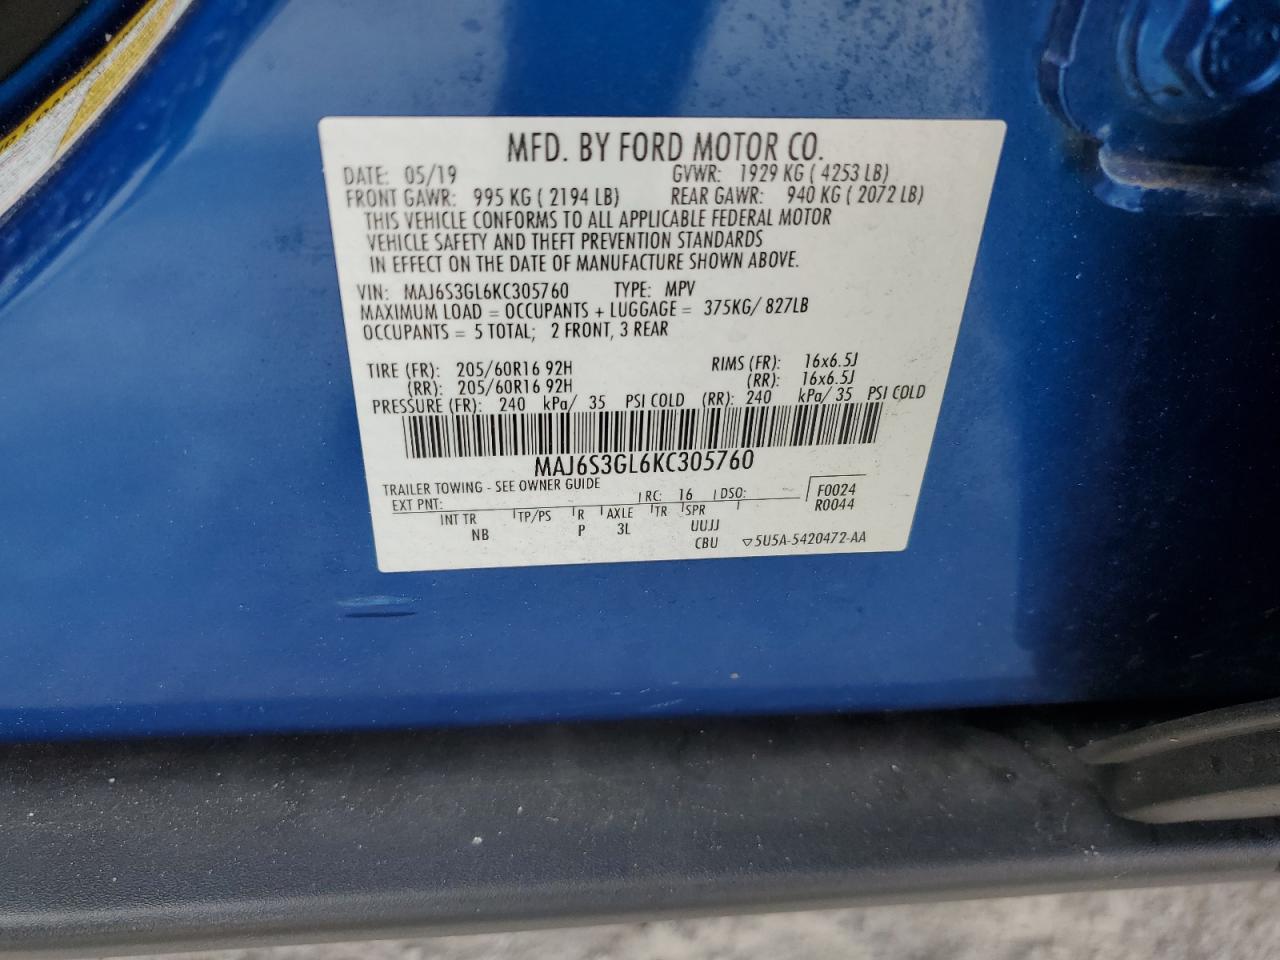 MFD. BY FORD MOTOR CO.
DATE: 05/19 GVWR: 1929 KG ( 4253 LB)
FRONT GAWR: 995 KG ( 2194 LB) REAR GAWR: 940 KG ( 2072 LB)
THIS VEHICLE CONFORMS TO ALL APPLICABLE FEDERAL MOTOR
VEHICLE SAFETY AND THEFT PREVENTION STANDARDS
IN EFFECT ON THE DATE OF MANUFACTURE SHOWN ABOVE.
VIN: MAJ6S3GL6KC305760 TYPE: MPV
MAXIMUM LOAD = OCCUPANTS + LUGGAGE = 375KG/ 827LB
OCCUPANTS = 5 TOTAL; 2 FRONT, 3 REAR
TIRE (FR): 205/60R16 92H RIMS (FR): 16x6.5J
(RR): 205/60R16 92H (RR): 16x6.5J
PRESSURE (FR): 240 kPa/ 35 PSI COLD (RR): 240 kPa/ 35 PSI COLD
MAJ6S3GL6KC305760
TRAILER TOWING - SEE OWNER GUIDE
EXT PNT: RC: 16 DSO: F0024
R0044
INT TR TP/PS R AXLE TR SPR
NB P 3L UUJJ
CBU ▽5U5A-5420472-AA